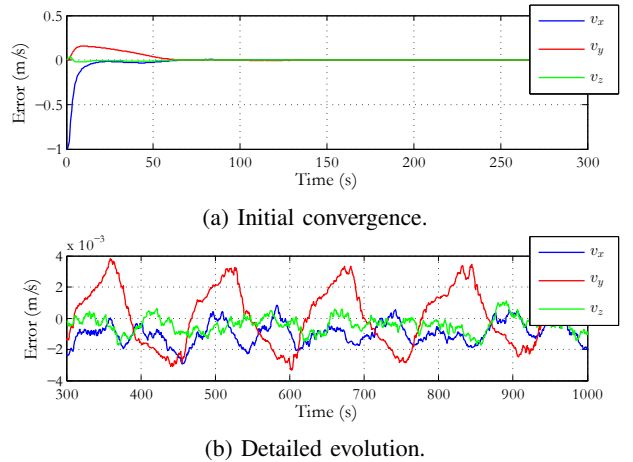 0.5
0
−0.5
−1
Error (m/s)
0 50 100 150 200 250 300
Time (s)
v_x
v_y
v_z
(a) Initial convergence.
x 10^−3
4
2
0
−2
−4
Error (m/s)
300 400 500 600 700 800 900 1000
Time (s)
v_x
v_y
v_z
(b) Detailed evolution.